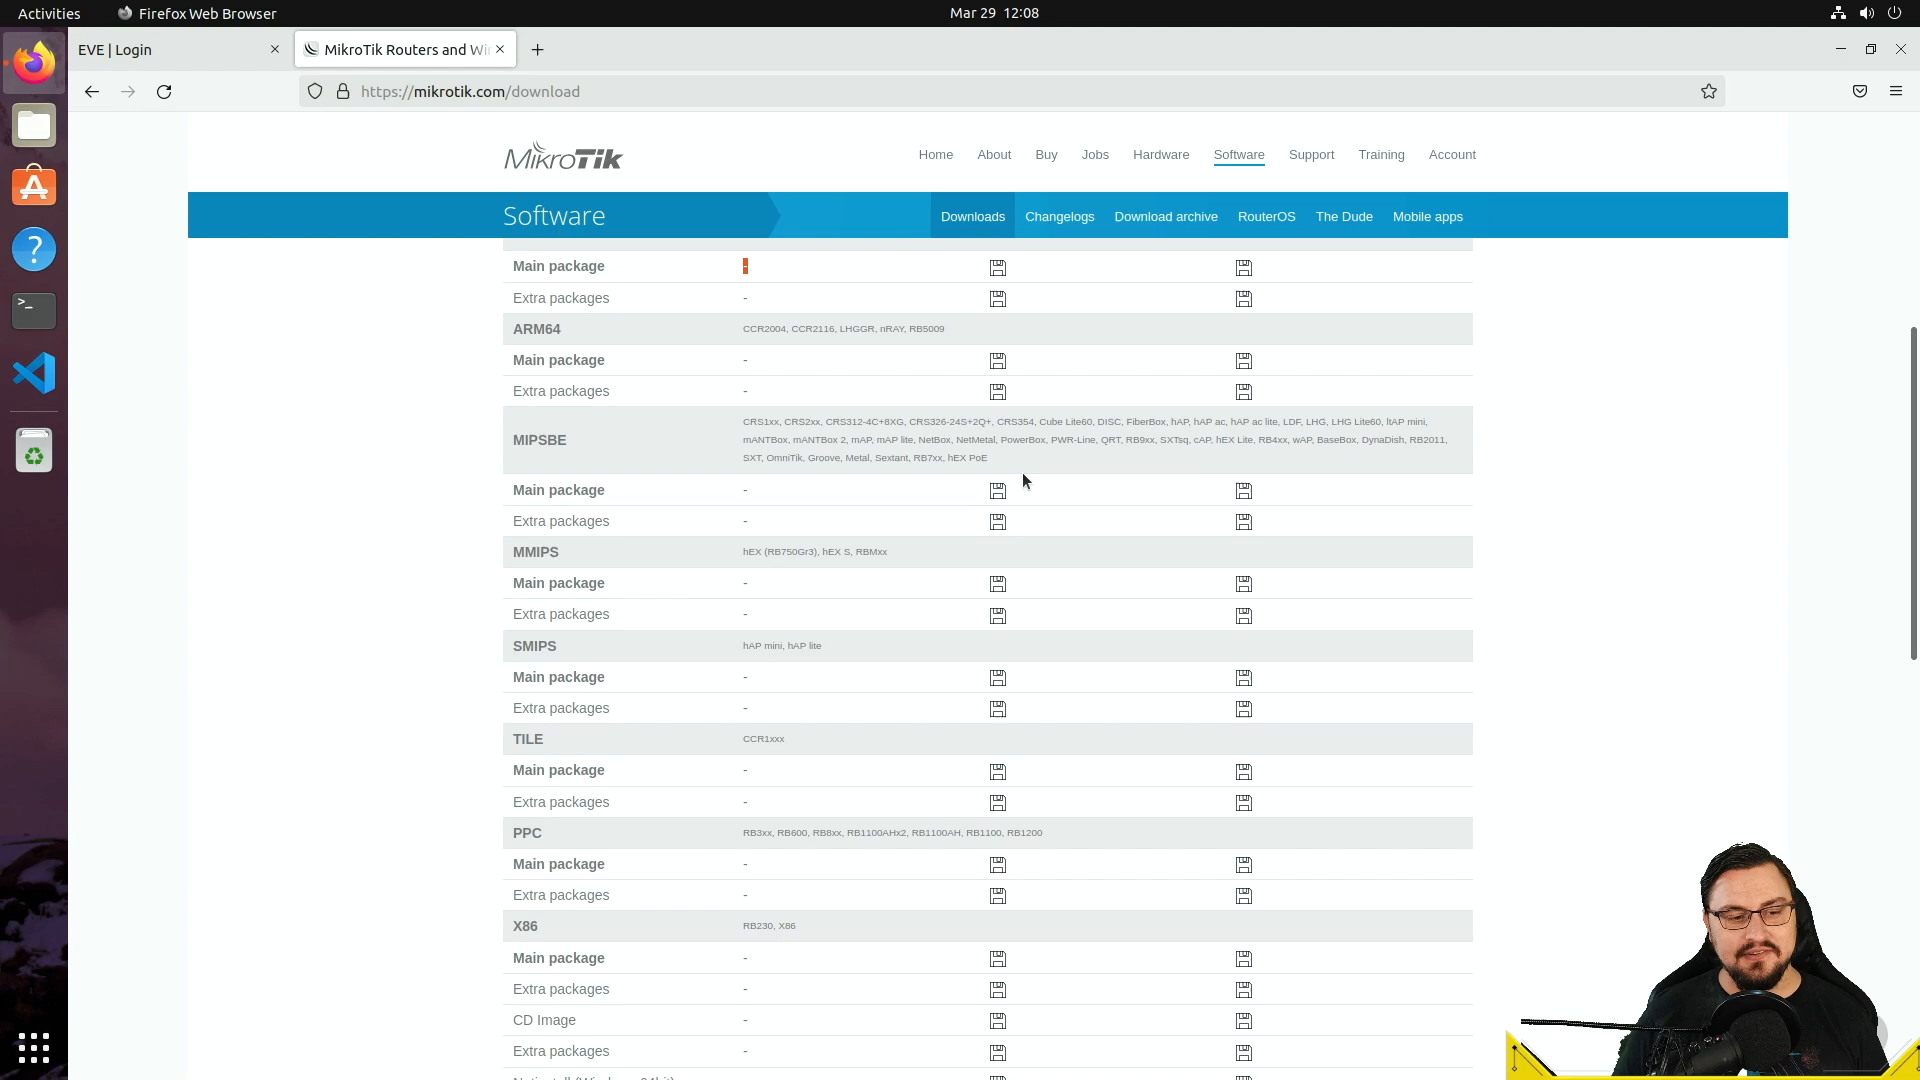 Activities
Firefox Web Browser
Mar 29 12:08
EVE | Login
MikroTik Routers and Wir
https://mikrotik.com/download
MikroTik
Home
About
Buy
Jobs
Hardware
Software
Support
Training
Account
Software
Downloads
Changelogs
Download archive
RouterOS
The Dude
Mobile apps
Main package -
Extra packages -
ARM64 CCR2004, CCR2116, LHGGR, nRAY, RB5009
Main package -
Extra packages -
MIPSBE
CRS1xx, CRS2xx, CRS312-4C+8XG, CRS326-24S+2Q+, CRS354, Cube Lite60, DISC, FiberBox, hAP, hAP ac, hAP ac lite, LDF, LHG, LHG Lite60, ltAP mini,
mANTBox, mANTBox 2, mAP, mAP lite, NetBox, NetMetal, PowerBox, PWR-Line, QRT, RB9xx, SXTsq, cAP, hEX Lite, RB4xx, wAP, BaseBox, DynaDish, RB2011,
SXT, OmniTik, Groove, Metal, Sextant, RB7xx, hEX PoE
Main package -
Extra packages -
MMIPS hEX (RB750Gr3), hEX S, RBMxx
Main package -
Extra packages -
SMIPS hAP mini, hAP lite
Main package -
Extra packages -
TILE CCR1xxx
Main package -
Extra packages -
PPC RB3xx, RB600, RB8xx, RB1100AHx2, RB1100AH, RB1100, RB1200
Main package -
Extra packages -
X86 RB230, X86
Main package -
Extra packages -
CD Image -
Extra packages -